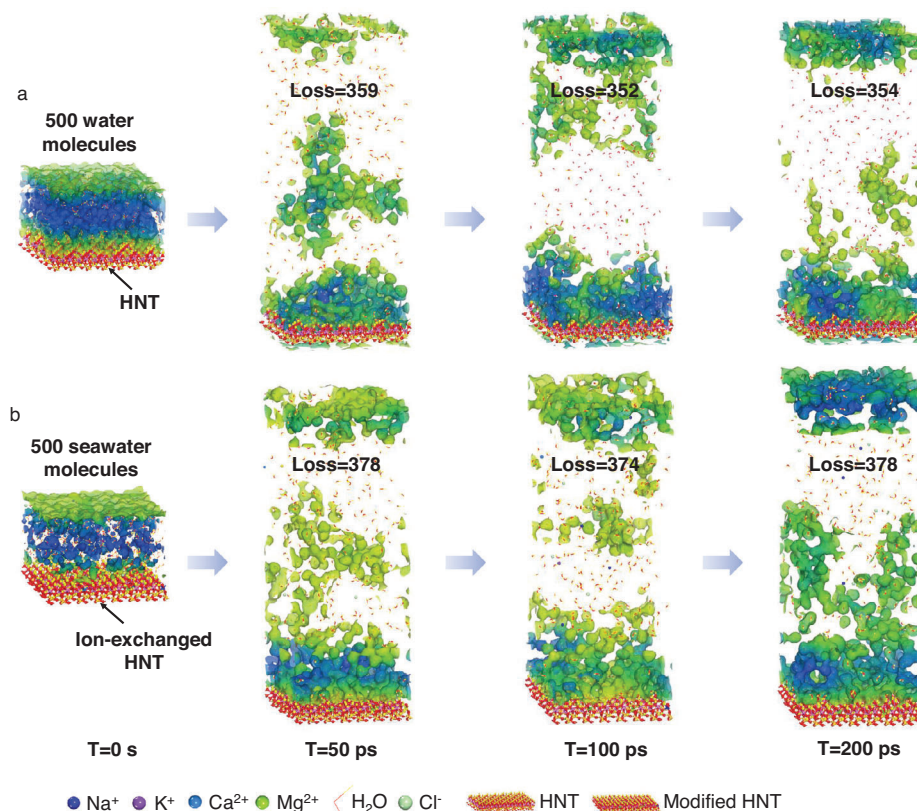 a
500 water
molecules
HNT
Loss=359
Loss=352
Loss=354
b
500 seawater
molecules
Ion-exchanged
HNT
Loss=378
Loss=374
Loss=378
T=0 s
T=50 ps
T=100 ps
T=200 ps
Na⁺ K⁺ Ca²⁺ Mg²⁺ H₂O Cl⁻ HNT Modified HNT